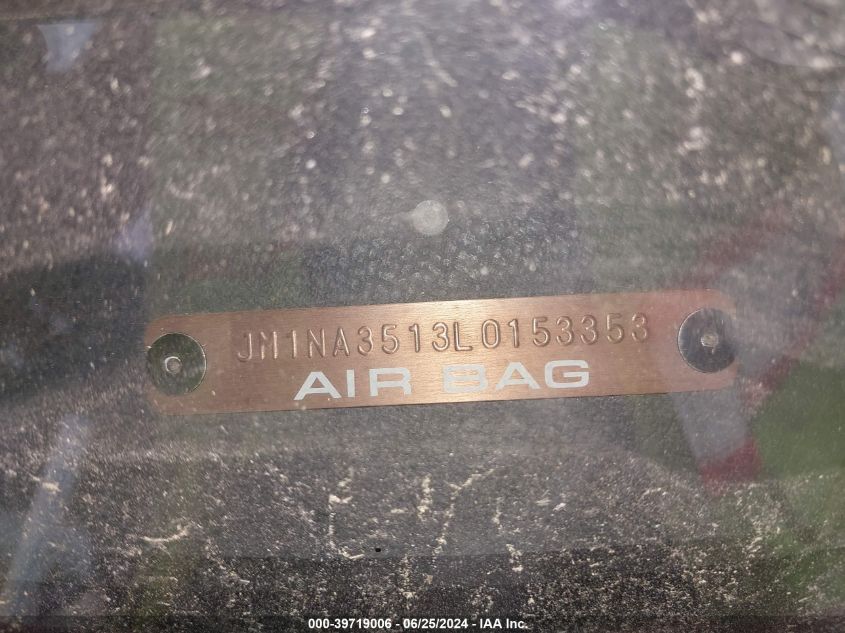 JM1NA3513L0153353
AIR BAG
000-39719006 - 06/25/2024 - IAA Inc.